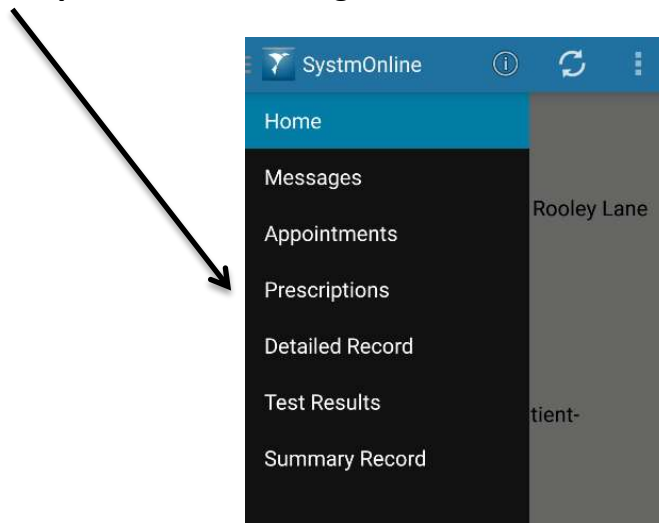 SystmOnline
Home
Messages
Rooley Lane
Appointments
Prescriptions
Detailed Record
Test Results
tient-
Summary Record